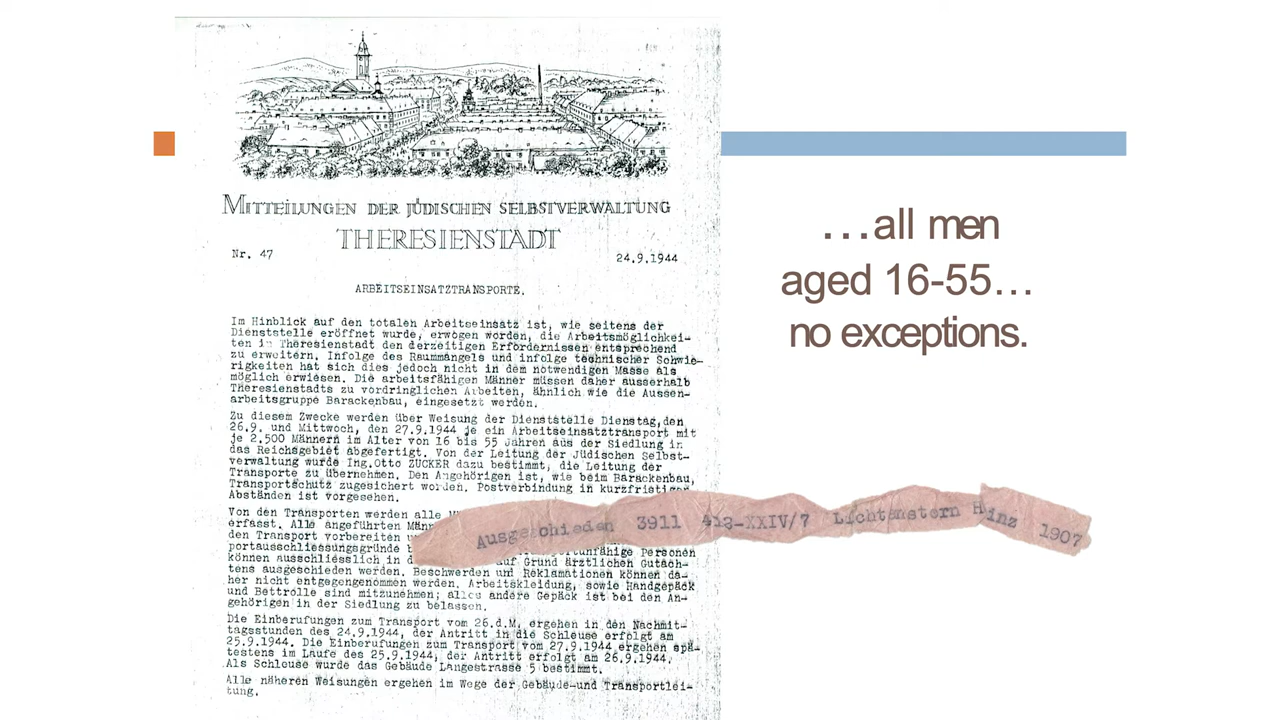 MITTEILUNGEN DER JÜDISCHEN SELBSTVERWALTUNG
THERESIENSTADT
Nr. 47
24.9.1944
ARBEITSEINSATZTRANSPORTE.
Im Hinblick auf den totalen Arbeitseinsatz ist, wie seitens der
Dienststelle eröffnet wurde, erwogen worden, die Arbeitsmöglichkei-
ten in Theresienstadt den derzeitigen Erfordernissen entsprechend
zu erweitern. Infolge des Raummangels und infolge technischer Schwie-
rigkeiten hat sich dies jedoch nicht in dem notwendigen Masse als
möglich erwiesen. Die arbeitsfähigen Männer müssen daher ausserhalb
Theresienstadts zu vordringlichen Arbeiten, ähnlich wie die Aussen-
arbeitsgruppe Barackenbau, eingesetzt werden.
Zu diesem Zwecke werden über Weisung der Dienststelle Dienstag,den
26.9. und Mittwoch, den 27.9.1944 je ein Arbeitseinsatztransport mit
je 2.500 Männern im Alter von 16 bis 55 Jahren aus der Siedlung in
das Reichsgebiet abgefertigt. Von der Leitung der Jüdischen Selbst-
verwaltung wurde Ing.Otto ZUCKER dazu bestimmt, die Leitung der
Transporte zu übernehmen. Den Angehörigen ist, wie beim Barackenbau,
Transportschutz zugesichert worden. Postverbindung in kurzfristigen
Abständen ist vorgesehen.
Von den Transporten werden alle
erfasst. Alle angeführten
den Transport vorbereiten
portausschliessungsgründe Personen
können ausschliesslich in auf Grund ärztlichen Gutach-
tens ausgeschieden werden. Beschwerden und Reklamationen können da-
her nicht entgegengenommen werden. Arbeitskleidung, sowie Handgepäck
und Bettrolle sind mitzunehmen; alles andere Gepäck ist bei den An-
gehörigen in der Siedlung zu belassen.
Die Einberufungen zum Transport vom 26.d.M. ergehen in den Nachmit-
tagsstunden des 24.9.1944, der Antritt in die Schleuse erfolgt am
25.9.1944. Die Einberufungen zum Transport vom 27.9.1944 ergehen spä-
testens im Laufe des 25.9.1944, der Antritt erfolgt am 26.9.1944.
Als Schleuse wurde das Gebäude Langestrasse 5 bestimmt.
Alle näheren Weisungen ergehen im Wege der Gebäude-und Transportlei-
tung.
Ausgeschieden 3911 412-XXIV/7 Lichtenstern Heinz 1907
...all men
aged 16-55...
no exceptions.